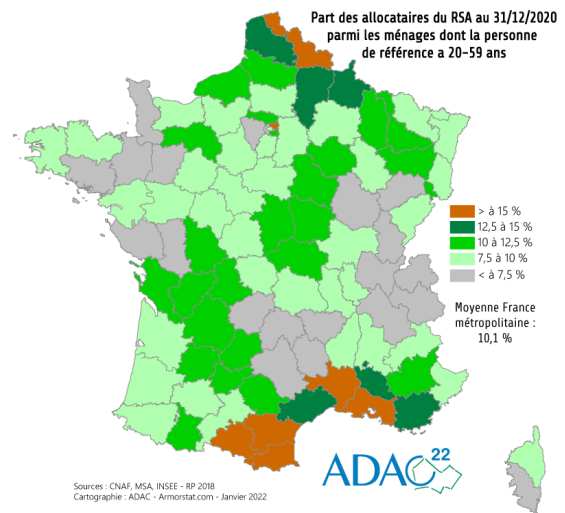 Part des allocataires du RSA au 31/12/2020
parmi les ménages dont la personne
de référence a 20-59 ans
> à 15 %
12,5 à 15 %
10 à 12,5 %
7,5 à 10 %
< à 7,5 %
Moyenne France
métropolitaine :
10,1 %
ADAC 22
Sources : CNAF, MSA, INSEE - RP 2018
Cartographie : ADAC - Armorstat.com - Janvier 2022